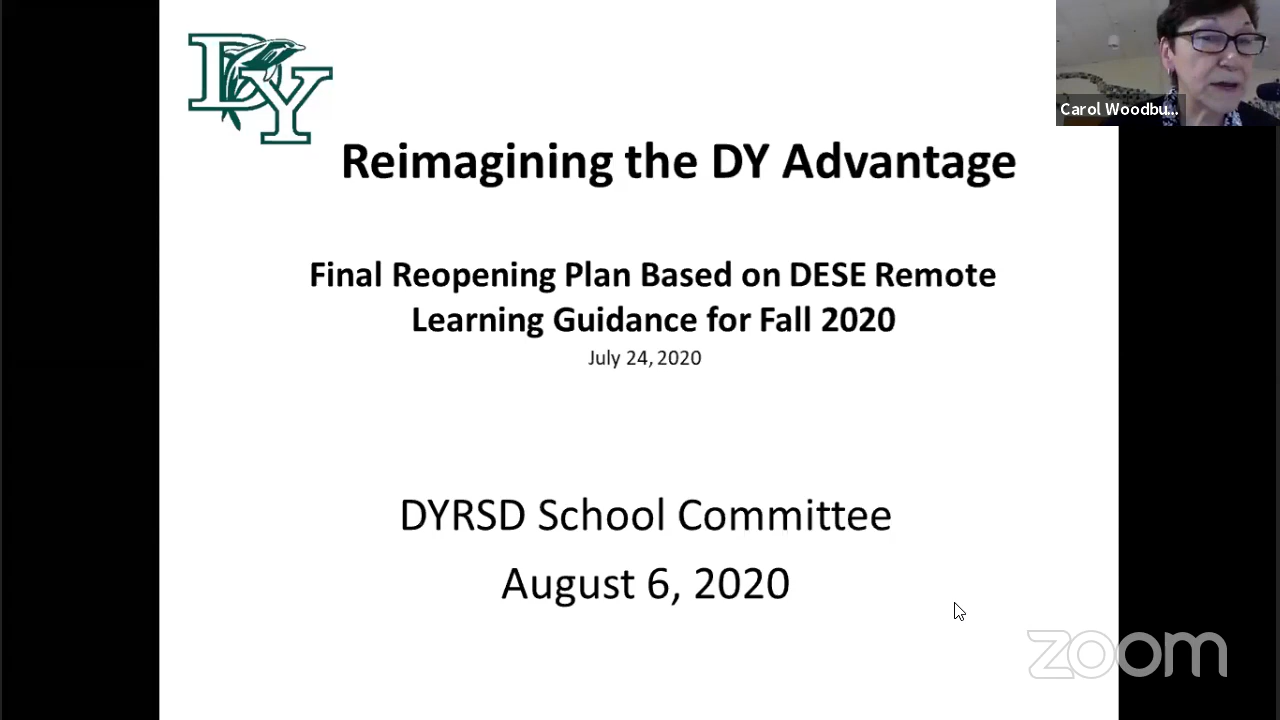 DY
Carol Woodbu...
Reimagining the DY Advantage
Final Reopening Plan Based on DESE Remote
Learning Guidance for Fall 2020
July 24, 2020
DYRSD School Committee
August 6, 2020
zoom